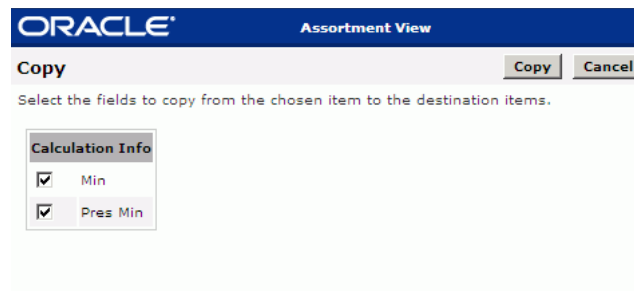 ORACLE® Assortment View
Copy Copy Cancel
Select the fields to copy from the chosen item to the destination items.
Calculation Info
Min
Pres Min